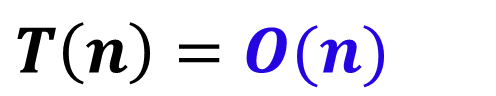 T(n) = O(n)